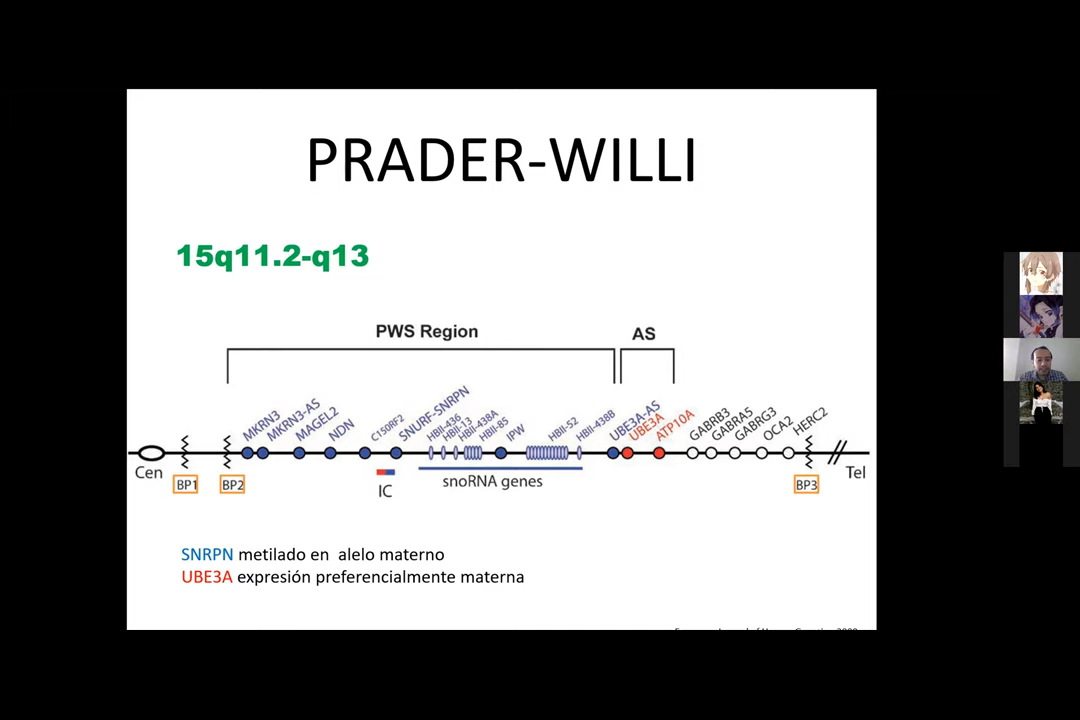 PRADER-WILLI
15q11.2-q13
PWS Region
AS
MKRN3
MKRN3-AS
MAGEL2
NDN
C15ORF2
SNURF-SNRPN
HBII-436
HBII-13
HBII-438A
HBII-85
IPW
HBII-52
HBII-438B
UBE3A-AS
UBE3A
ATP10A
GABRB3
GABRA5
GABRG3
OCA2
HERC2
Cen
BP1
BP2
IC
snoRNA genes
BP3
Tel
SNRPN metilado en alelo materno
UBE3A expresión preferencialmente materna